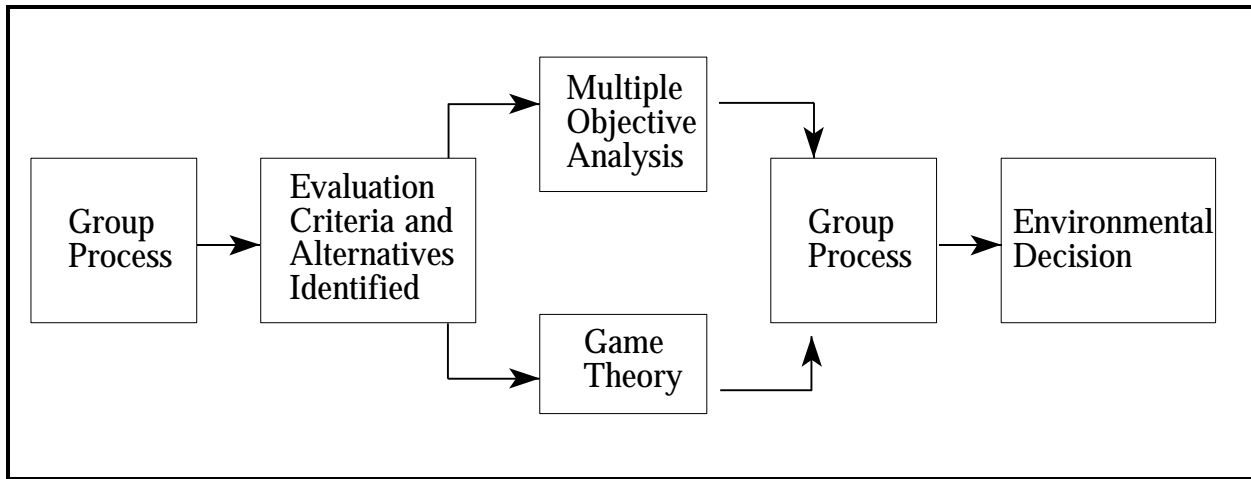 Group
Process
Evaluation
Criteria and
Alternatives
Identified
Multiple
Objective
Analysis
Game
Theory
Group
Process
Environmental
Decision